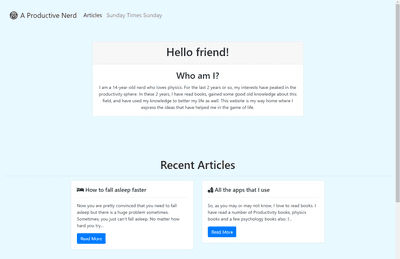 A Productive Nerd Articles Sunday Times Sunday
Hello friend!
Who am I?
I am a 14-year-old nerd who loves physics. For the last 2 years or so, my interests have peaked in the
productivity sphere. In these 2 years, I have read books, gained some good old knowledge about this
field, and have used my knowledge to better my life as well. This website is my way home where I
express the ideas that have helped me in the game of life.
Recent Articles
How to fall asleep faster
Now you are pretty convinced that you need to fall
asleep but there is a huge problem sometimes.
Sometimes, you just can't fall asleep. No matter how
hard you try....
Read More
All the apps that I use
So, as you may or may not know, I love to read books. I
have read a number of Productivity books, physics
books and a few psychology books also. I...
Read More